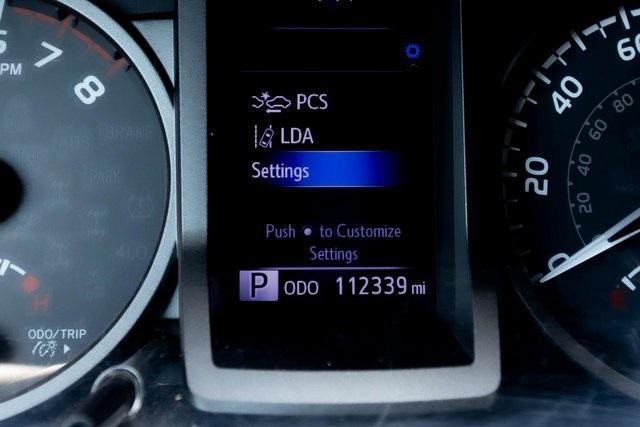 7
8
PM
BRAKE
ABS
PARK
4LO
H
ODO/TRIP
PCS
LDA
Settings
Push • to Customize
Settings
P ODO 112339 mi
60
40
20
0
80
60
40
20
E